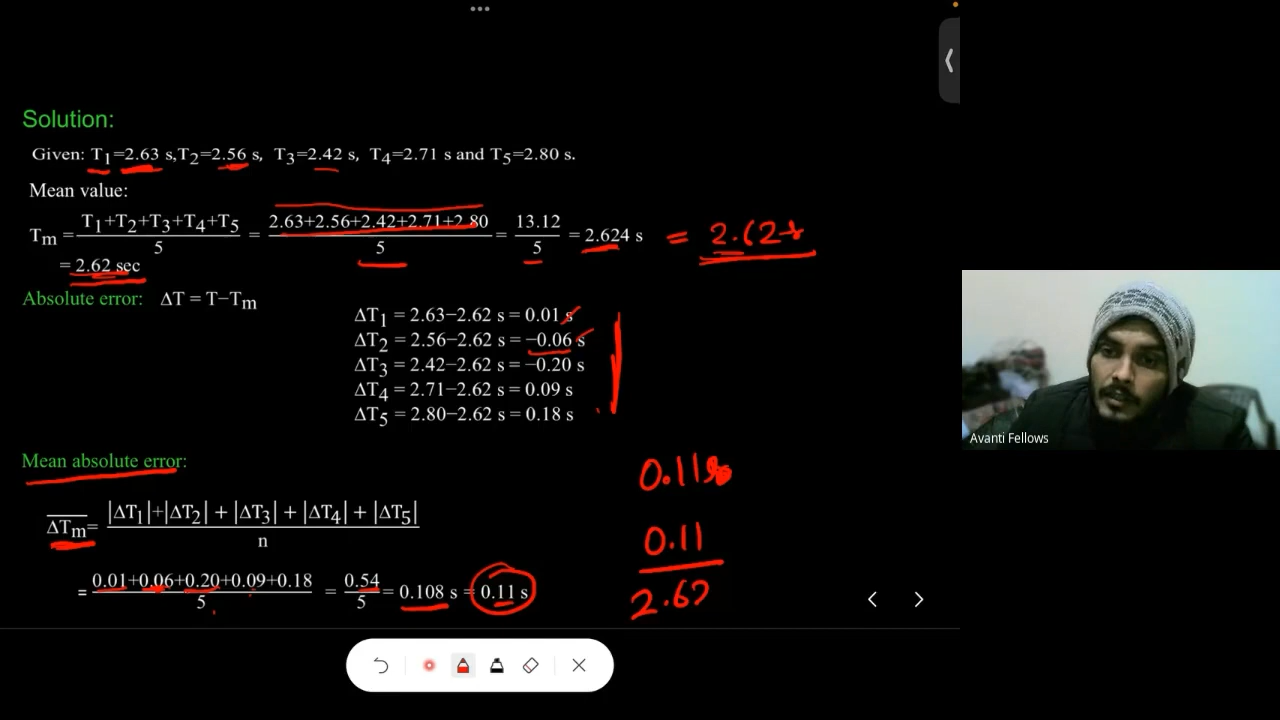 Solution:
Given: T1=2.63 s,T2=2.56 s, T3=2.42 s, T4=2.71 s and T5=2.80 s.
Mean value:
Tm = T1+T2+T3+T4+T5 / 5 = 2.63+2.56+2.42+2.71+2.80 / 5 = 13.12 / 5 = 2.624 s =
= 2.62 sec
Absolute error: ΔT = T−Tm
ΔT1 = 2.63−2.62 s = 0.01 s
ΔT2 = 2.56−2.62 s = −0.06 s
ΔT3 = 2.42−2.62 s = −0.20 s
ΔT4 = 2.71−2.62 s = 0.09 s
ΔT5 = 2.80−2.62 s = 0.18 s
Mean absolute error:
ΔTm= |ΔT1|+|ΔT2| + |ΔT3| + |ΔT4| + |ΔT5| / n
= 0.01+0.06+0.20+0.09+0.18 / 5 = 0.54 / 5 = 0.108 s = 0.11 s
0.11
2.62
Avanti Fellows